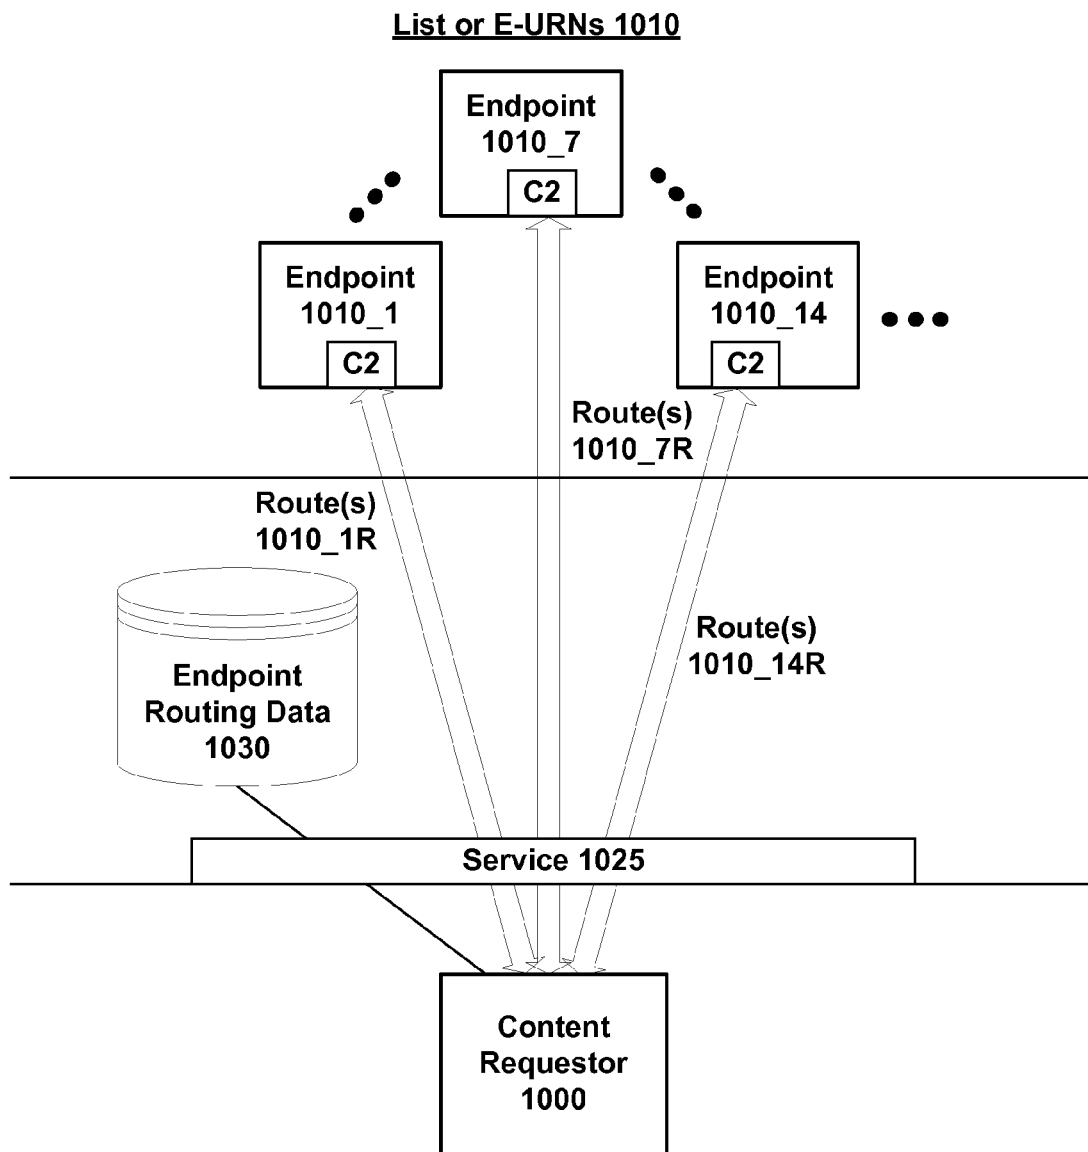 List or E-URNs 1010
Endpoint
1010_7
C2
Endpoint
1010_1
C2
Endpoint
1010_14
C2
Route(s)
1010_7R
Route(s)
1010_1R
Route(s)
1010_14R
Endpoint
Routing Data
1030
Service 1025
Content
Requestor
1000